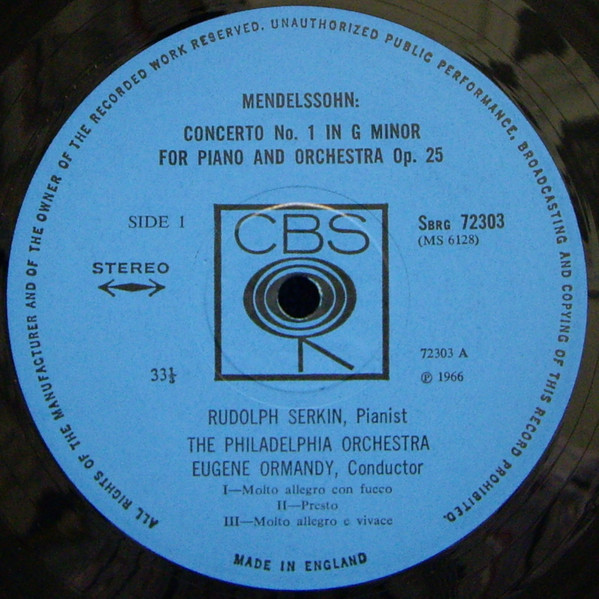 ALL RIGHTS OF THE MANUFACTURER AND OF THE OWNER OF THE RECORDED WORK RESERVED. UNAUTHORIZED PUBLIC PERFORMANCE, BROADCASTING AND COPYING OF THIS RECORD PROHIBITED.
MENDELSSOHN:
CONCERTO No. 1 IN G MINOR
FOR PIANO AND ORCHESTRA Op. 25
SIDE I
CBS
SBRG 72303
(MS 6128)
STEREO
33⅓
72303 A
℗ 1966
RUDOLPH SERKIN, Pianist
THE PHILADELPHIA ORCHESTRA
EUGENE ORMANDY, Conductor
I—Molto allegro con fuoco
II—Presto
III—Molto allegro e vivace
MADE IN ENGLAND